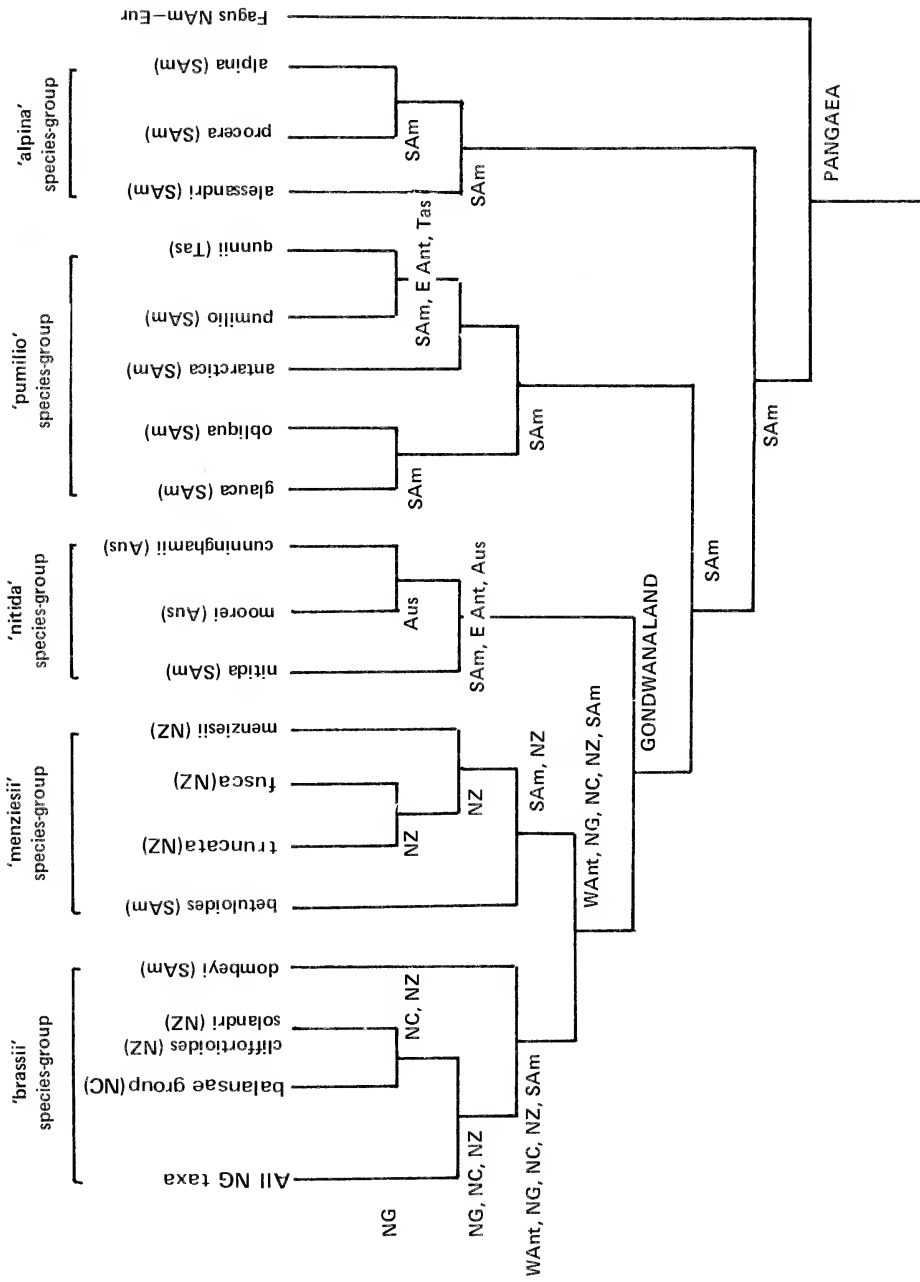 'brassii'
species-group
'menziesii'
species-group
'nitida'
species-group
'pumilio'
species-group
'alpina'
species-group
All NG taxa
balansae group (NC)
cliffortioides (NZ)
solandri (NZ)
dombeyi (SAm)
betuloides (SAm)
truncata (NZ)
fusca (NZ)
menziesii (NZ)
nitida (SAm)
moorei (Aus)
cunninghamii (Aus)
glauca (SAm)
obliqua (SAm)
antarctica (SAm)
pumilio (SAm)
qunnii (Tas)
alessandri (SAm)
procera (SAm)
alpina (SAm)
Fagus NAm–Eur
NG
NC, NZ
NZ
Aus
SAm
SAm, E Ant, Tas
SAm
NG, NC, NZ
NZ
SAm, E Ant, Aus
SAm
WAnt, NG, NC, NZ, SAm
SAm, NZ
SAm
WAnt, NG, NC, NZ, SAm
GONDWANALAND
SAm
SAm
PANGAEA